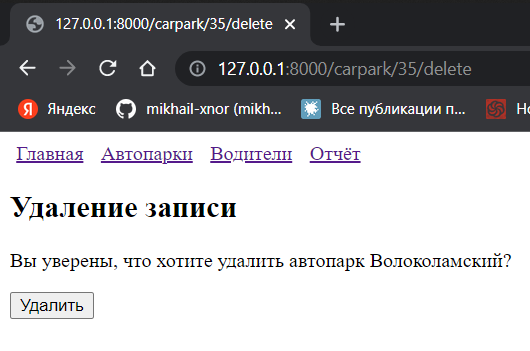 127.0.0.1:8000/carpark/35/delete
127.0.0.1:8000/carpark/35/delete
Я Яндекс mikhail-xnor (mikh... Все публикации п... Но
Главная Автопарки Водители Отчёт
Удаление записи
Вы уверены, что хотите удалить автопарк Волоколамский?
Удалить